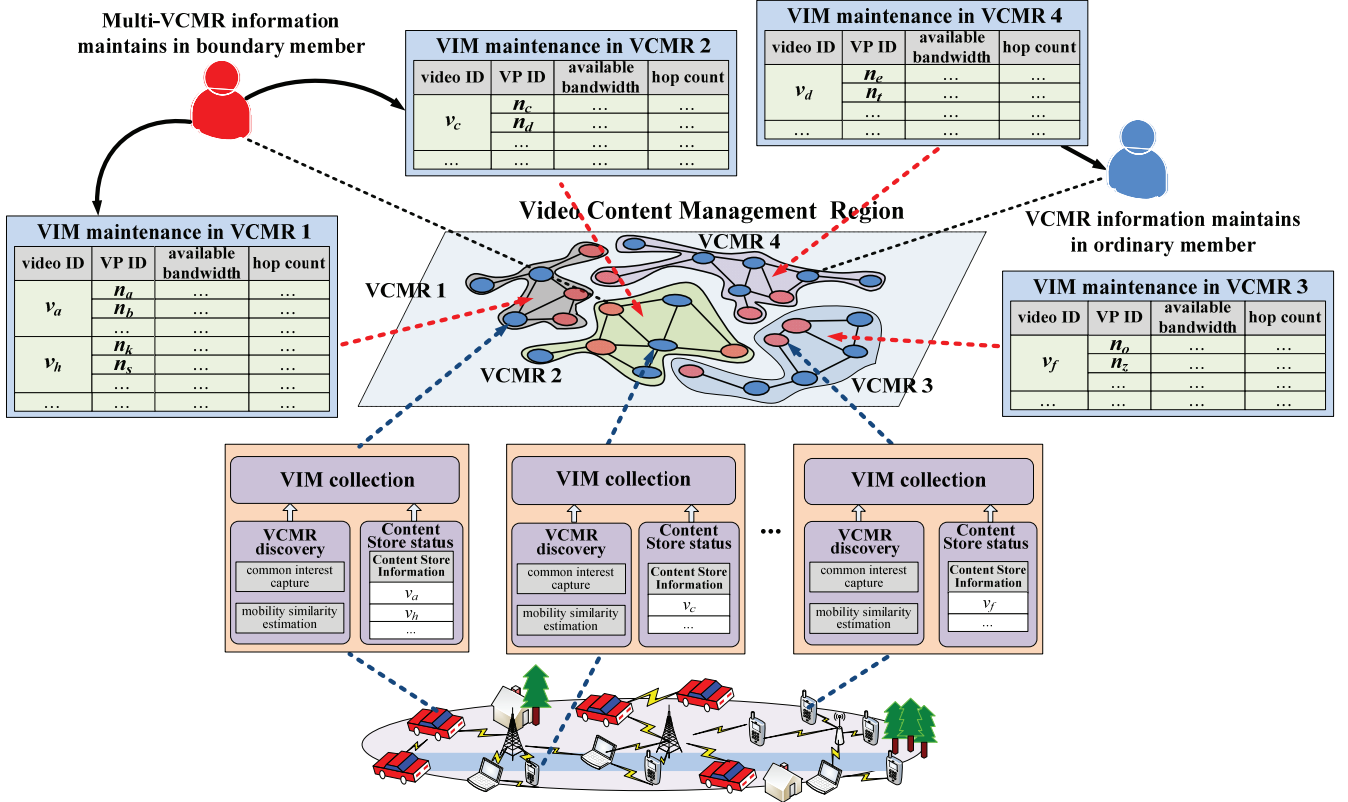 Multi-VCMR information
maintains in boundary member
VIM maintenance in VCMR 2
video ID VP ID available bandwidth hop count
v_c n_c … …
n_d … …
… … …
… … … …
VIM maintenance in VCMR 4
video ID VP ID available bandwidth hop count
v_d n_e … …
n_f … …
… … …
… … … …
VIM maintenance in VCMR 1
video ID VP ID available bandwidth hop count
v_a n_a … …
n_b … …
… … …
v_h n_k … …
n_s … …
… … …
… … … …
VCMR information maintains
in ordinary member
VIM maintenance in VCMR 3
video ID VP ID available bandwidth hop count
v_f n_o … …
n_z … …
… … …
… … … …
Video Content Management Region
VCMR 4
VCMR 1
VCMR 2
VCMR 3
VIM collection
VCMR
discovery
common interest
capture
mobility similarity
estimation
Content
Store status
Content Store
Information
v_a
v_h
...
VIM collection
VCMR
discovery
common interest
capture
mobility similarity
estimation
Content
Store status
Content Store
Information
v_c
...
...
VIM collection
VCMR
discovery
common interest
capture
mobility similarity
estimation
Content
Store status
Content Store
Information
v_f
...